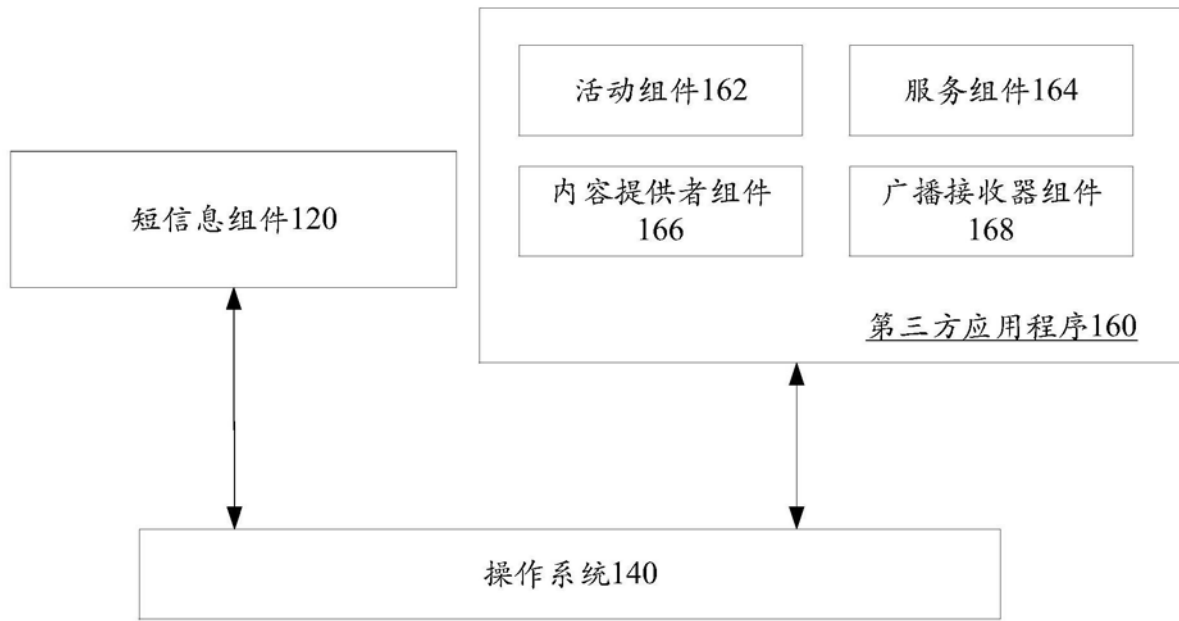 活动组件162
服务组件164
短信息组件120
内容提供者组件
166
广播接收器组件
168
第三方应用程序160
操作系统140